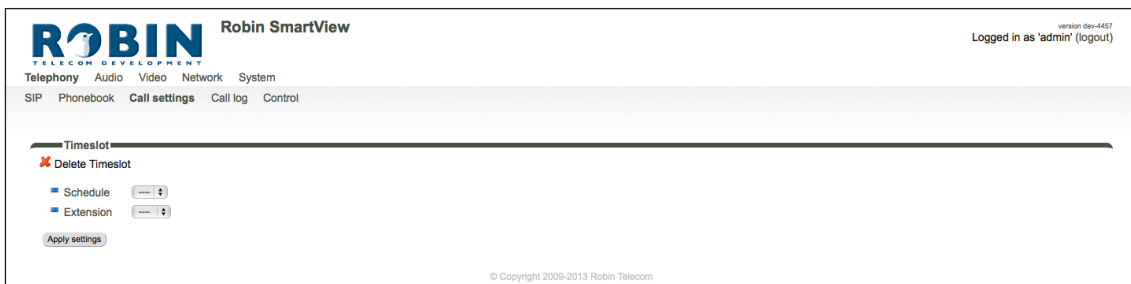 ROBIN
TELECOM DEVELOPMENT
Robin SmartView
version dev-4457
Logged in as 'admin' (logout)
Telephony Audio Video Network System
SIP Phonebook Call settings Call log Control
Timeslot
Delete Timeslot
Schedule ----
Extension ----
Apply settings
© Copyright 2009-2013 Robin Telecom